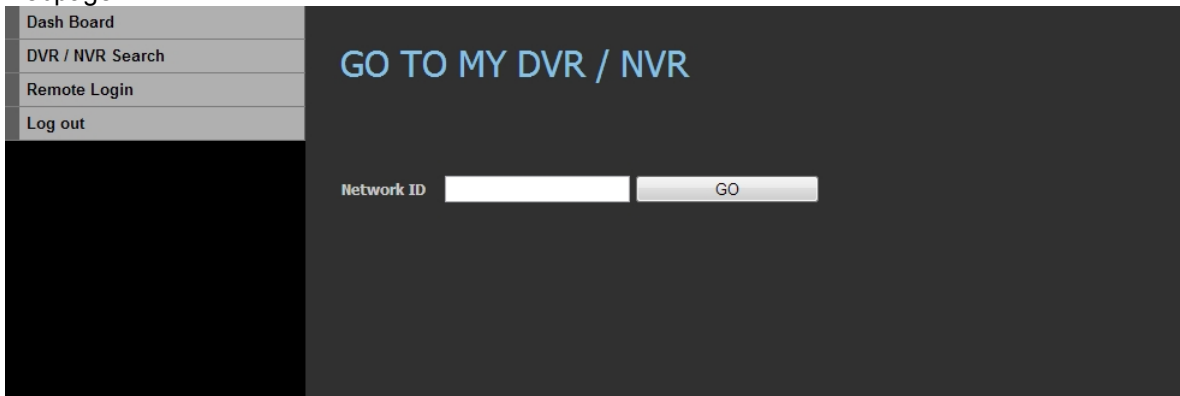 Dash Board
DVR / NVR Search
Remote Login
Log out
GO TO MY DVR / NVR
Network ID
GO